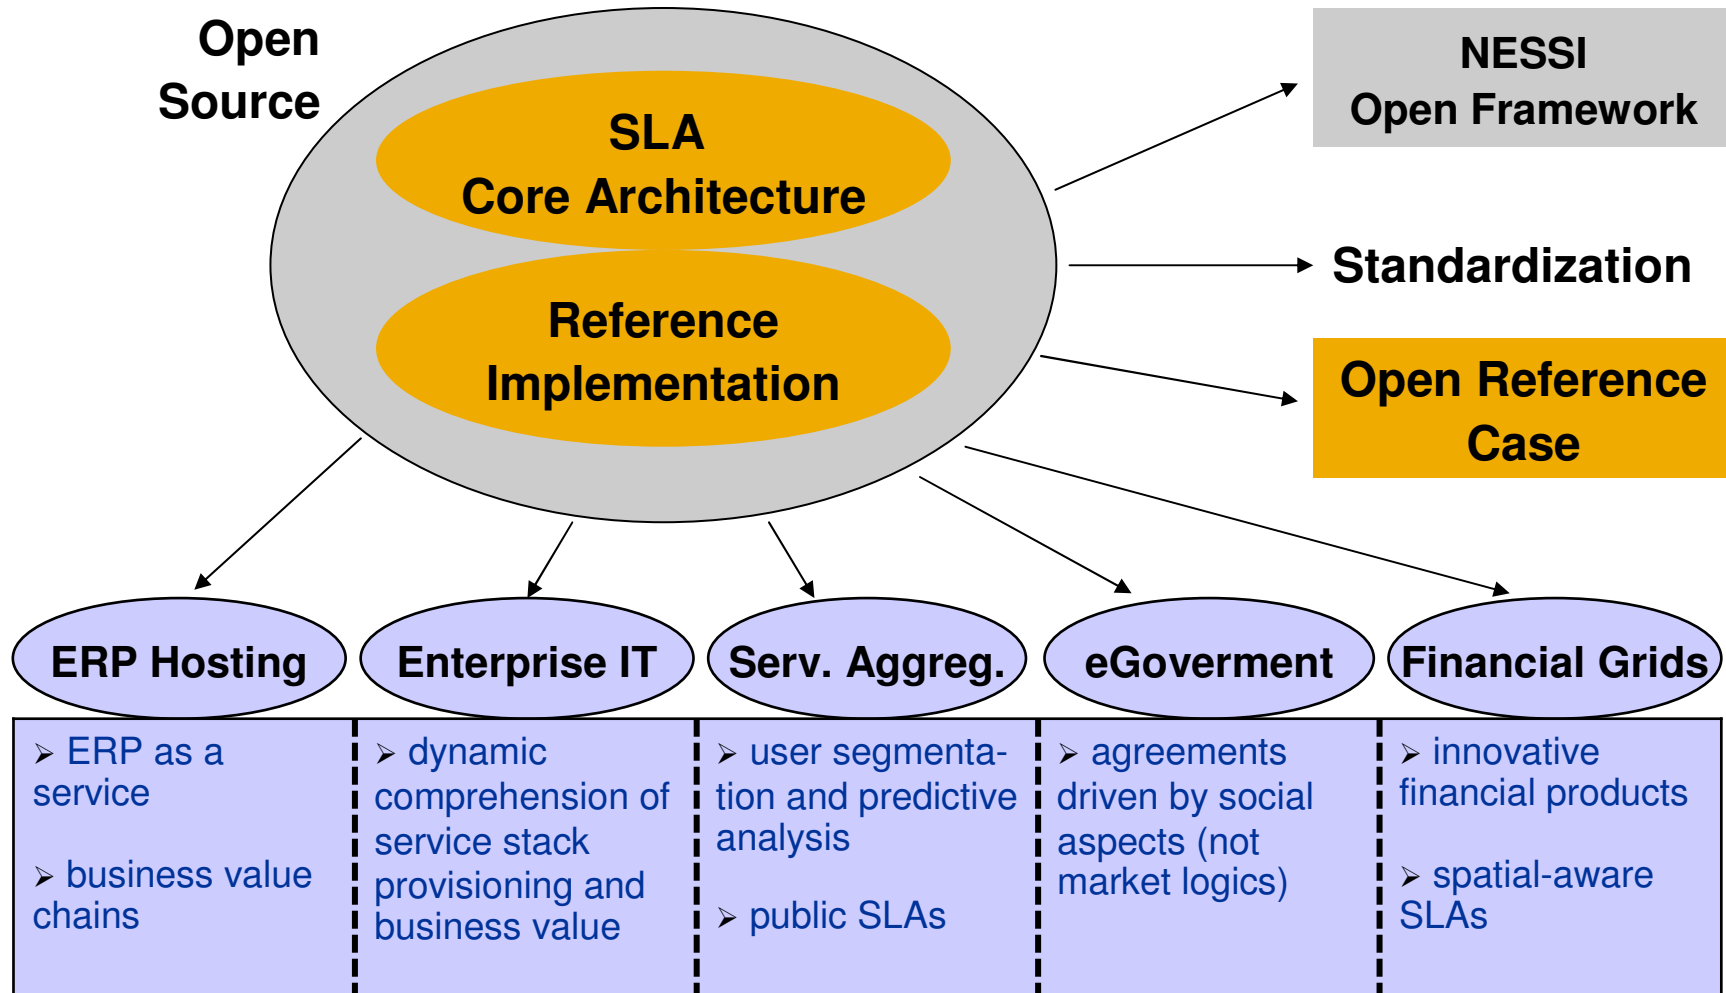 Open
Source
SLA
Core Architecture
Reference
Implementation
NESSI
Open Framework
Standardization
Open Reference
Case
ERP Hosting
Enterprise IT
Serv. Aggreg.
eGoverment
Financial Grids
➢ ERP as a
service
➢ business value
chains
➢ dynamic
comprehension of
service stack
provisioning and
business value
➢ user segmenta-
tion and predictive
analysis
➢ public SLAs
➢ agreements
driven by social
aspects (not
market logics)
➢ innovative
financial products
➢ spatial-aware
SLAs